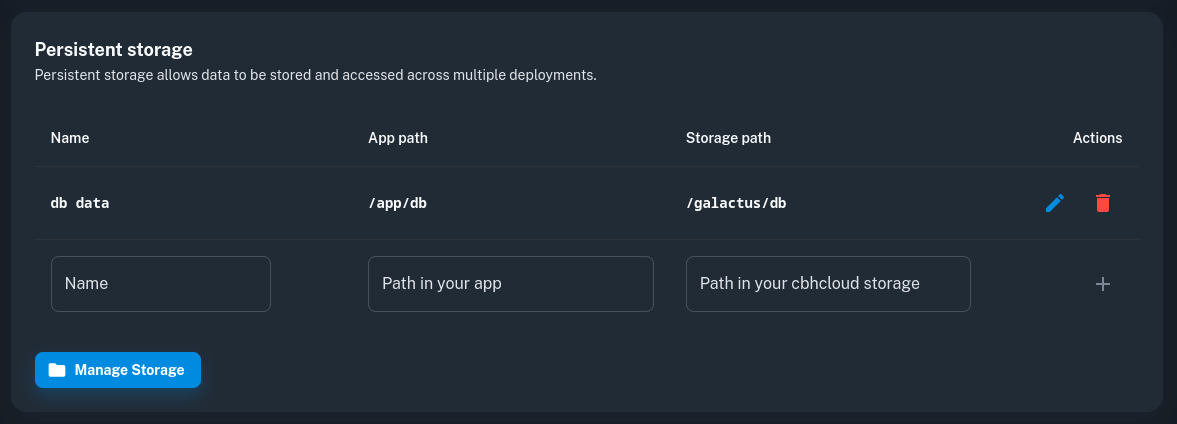 Persistent storage
Persistent storage allows data to be stored and accessed across multiple deployments.
Name App path Storage path Actions
db data /app/db /galactus/db
Name Path in your app Path in your cbhcloud storage
Manage Storage